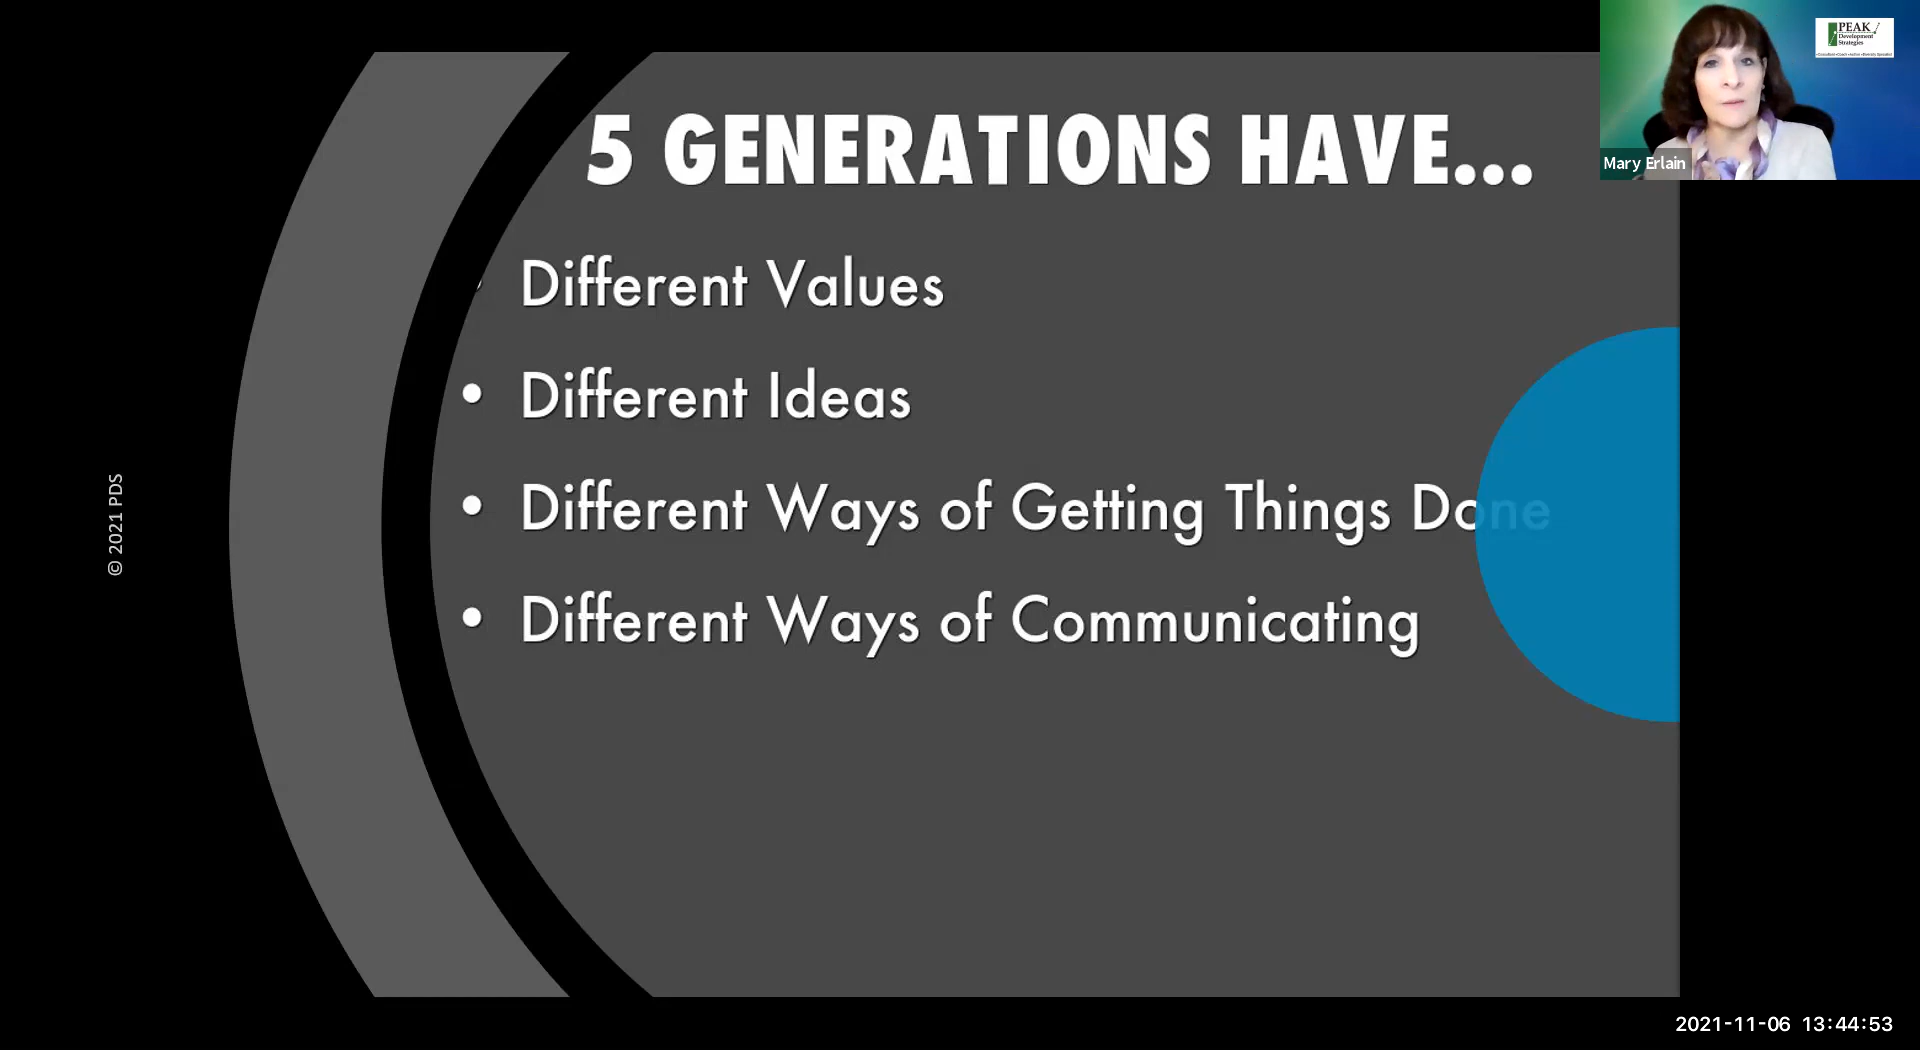 5 GENERATIONS HAVE...
• Different Values
• Different Ideas
• Different Ways of Getting Things Done
• Different Ways of Communicating
© 2021 PDS
PEAK
Development
Strategies
Mary Erlain
2021-11-06 13:44:53